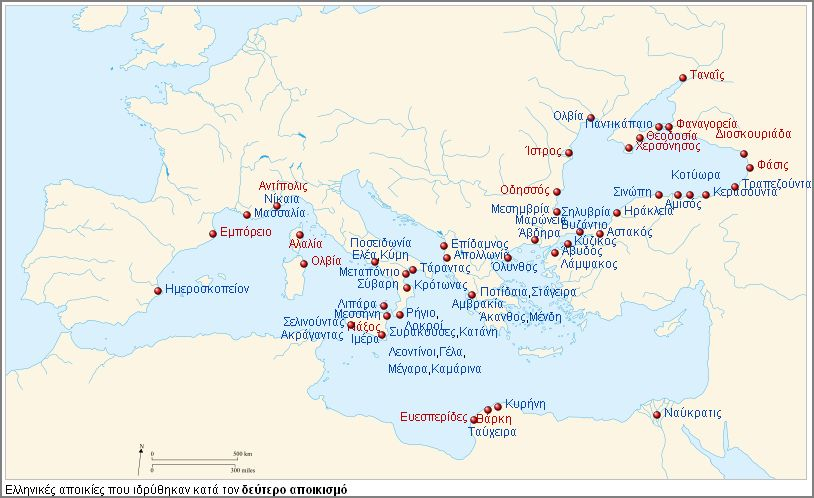 Ταναΐς
Ολβία
Παντικάπαιο
Φαναγορεία
Θεοδοσία
Διοσκουριάδα
Χερσόνησος
Ίστρος
Φάσις
Κοτύωρα
Τραπεζούντα
Αντίπολις
Νίκαια
Μασσαλία
Οδησσός
Σινώπη
Κερασούντα
Αμισός
Μεσημβρία
Σηλυβρία
Ηράκλεια
Μαρώνεια
Βυζάντιο
Εμπόρειο
Αλαλία
Ποσειδωνία
Επίδαμνος
Άβδηρα
Κύζικος
Αστακός
Ελέα Κύμη
Απολλωνία
Άβυδος
Ολβία
Μεταπόντιο
Τάραντας
Όλυνθος
Λάμψακος
Σύβαρη
Κρότωνας
Ημεροσκοπείον
Ποτίδαια,Στάγειρα
Λιπάρα
Αμβρακία
Μεσσήνη
Ρήγιο,
Άκανθος,Μένδη
Σελινούντας
Νάξος
Λοκροί
Ακράγαντας
Ιμέρα
Συρακούσες,Κατάνη
Λεοντίνοι,Γέλα,
Μέγαρα,Καμάρινα
Κυρήνη
Ευεσπερίδες
Βάρκη
Ναύκρατις
Ταύχειρα
N
500 km
0
300 miles
0
Ελληνικές αποικίες που ιδρύθηκαν κατά τον δεύτερο αποικισμό